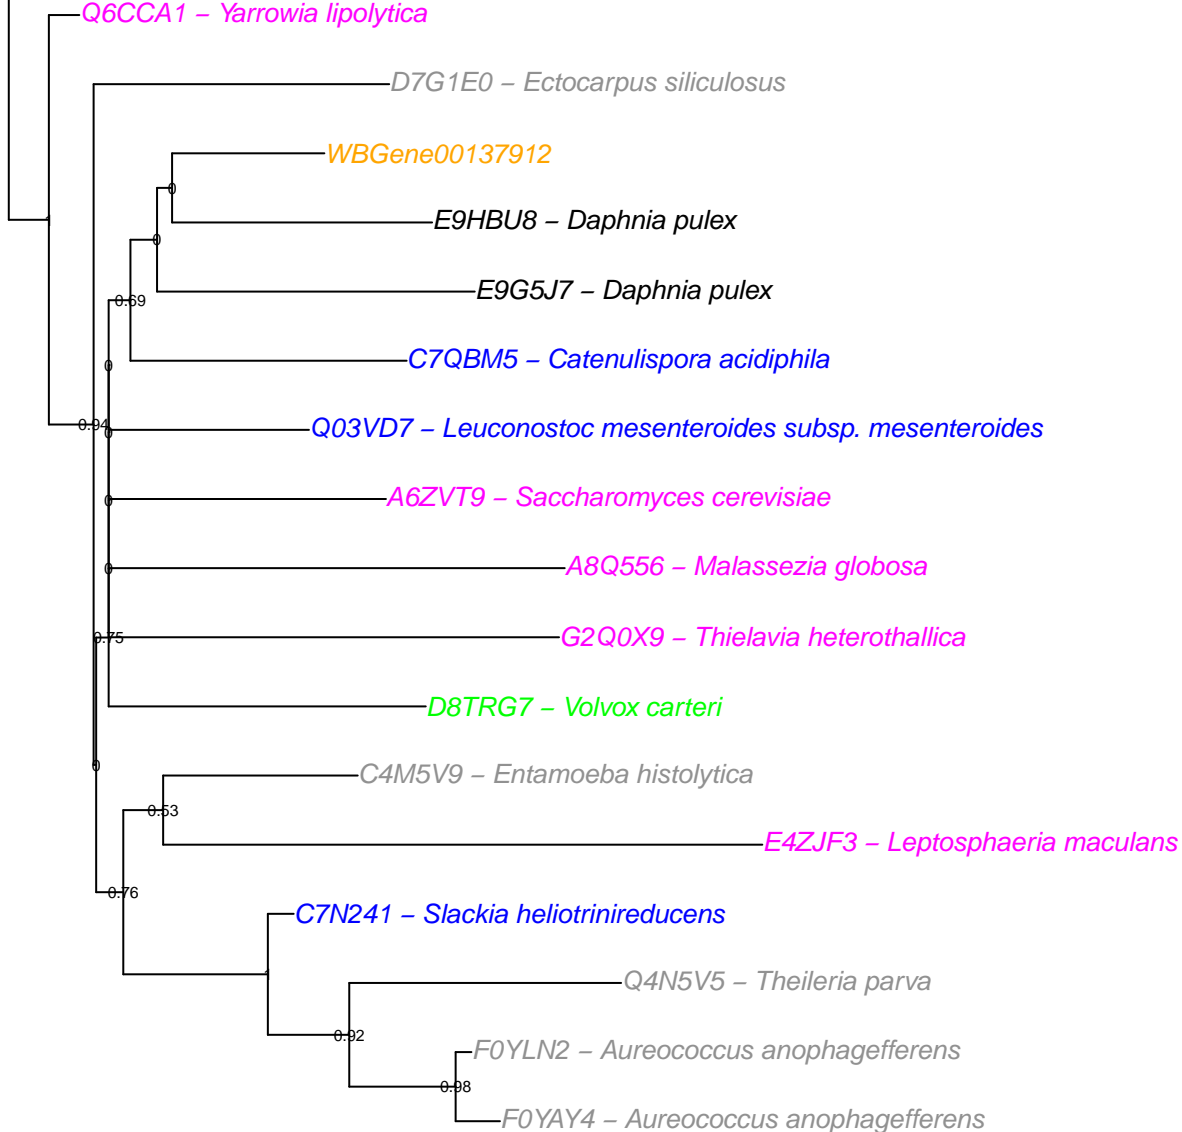 Q6CCA1 – Yarrowia lipolytica
D7G1E0 – Ectocarpus siliculosus
WBGene00137912
0
E9HBU8 – Daphnia pulex
1
0
E9G5J7 – Daphnia pulex
0.69
C7QBM5 – Catenulispora acidiphila
0
0.94
Q03VD7 – Leuconostoc mesenteroides subsp. mesenteroides
0
A6ZVT9 – Saccharomyces cerevisiae
0
A8Q556 – Malassezia globosa
0
G2Q0X9 – Thielavia heterothallica
0.75
D8TRG7 – Volvox carteri
0
C4M5V9 – Entamoeba histolytica
0.53
E4ZJF3 – Leptosphaeria maculans
0.76
C7N241 – Slackia heliotrinireducens
1
Q4N5V5 – Theileria parva
0.92
F0YLN2 – Aureococcus anophagefferens
0.98
F0YAY4 – Aureococcus anophagefferens